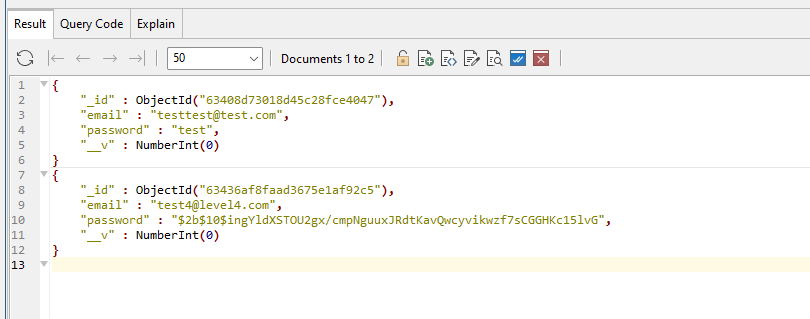 Result Query Code Explain
50 Documents 1 to 2
1 {
2 "_id" : ObjectId("63408d73018d45c28fce4047"),
3 "email" : "testtest@test.com",
4 "password" : "test",
5 "__v" : NumberInt(0)
6 }
7 {
8 "_id" : ObjectId("63436af8faad3675e1af92c5"),
9 "email" : "test4@level4.com",
10 "password" : "$2b$10$ingYldXSTOU2gx/cmpNguuxJRdtKavQwcyvikwzf7sCGGHKc15lvG",
11 "__v" : NumberInt(0)
12 }
13